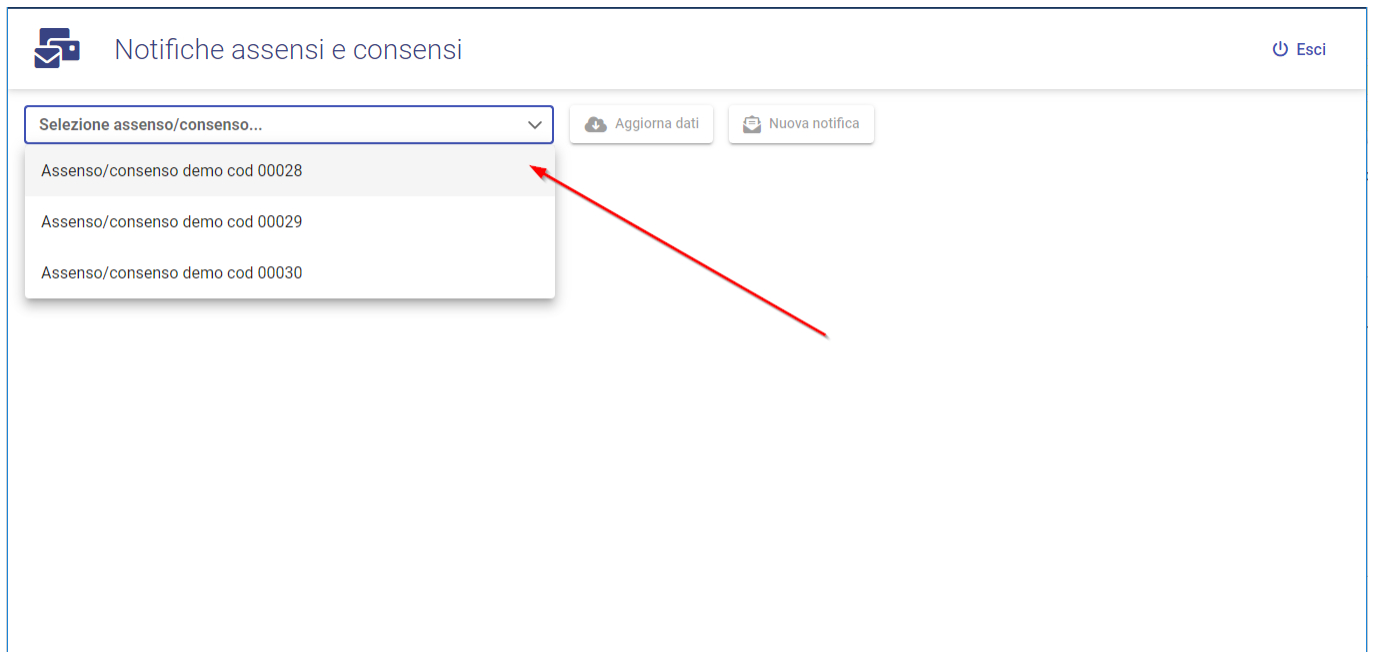 Notifiche assensi e consensi
Esci
Selezione assenso/consenso...
Aggiorna dati
Nuova notifica
Assenso/consenso demo cod 00028
Assenso/consenso demo cod 00029
Assenso/consenso demo cod 00030